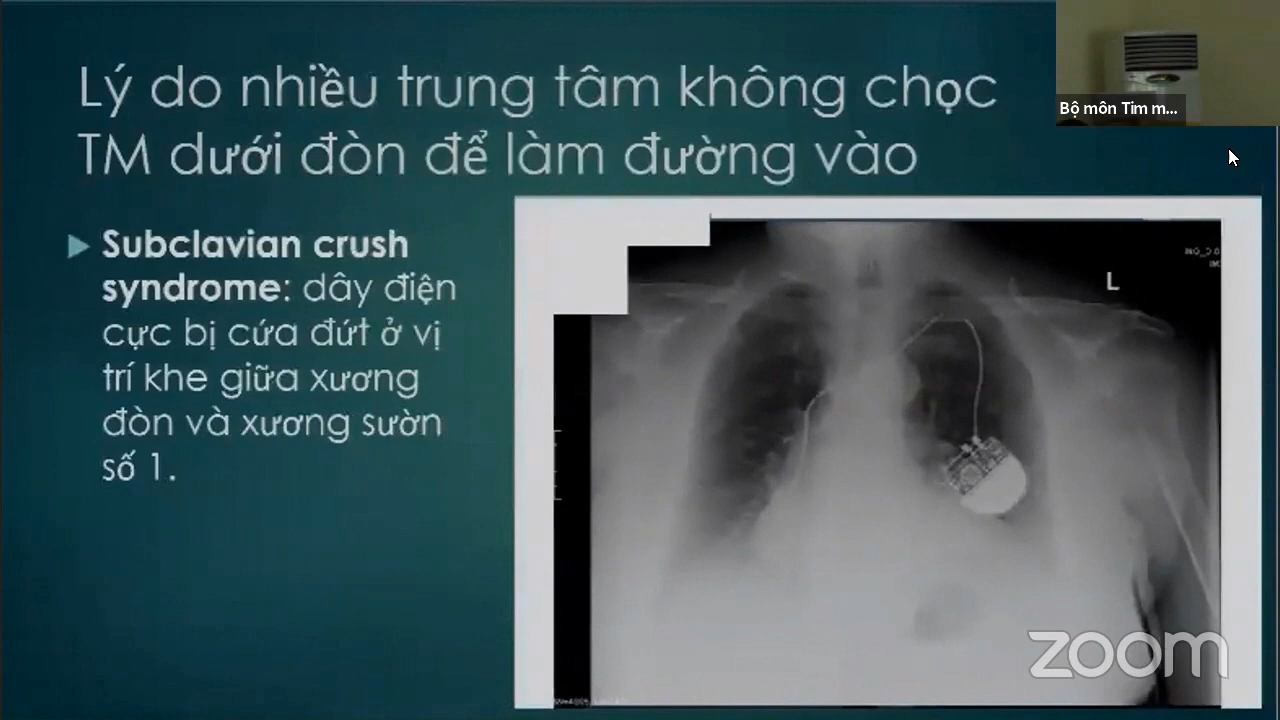 Lý do nhiều trung tâm không chọc
TM dưới đòn để làm đường vào
Bộ môn Tim m...
Subclavian crush
syndrome: dây điện
cực bị cứa đứt ở vị
trí khe giữa xương
đòn và xương sườn
số 1.
L
zoom